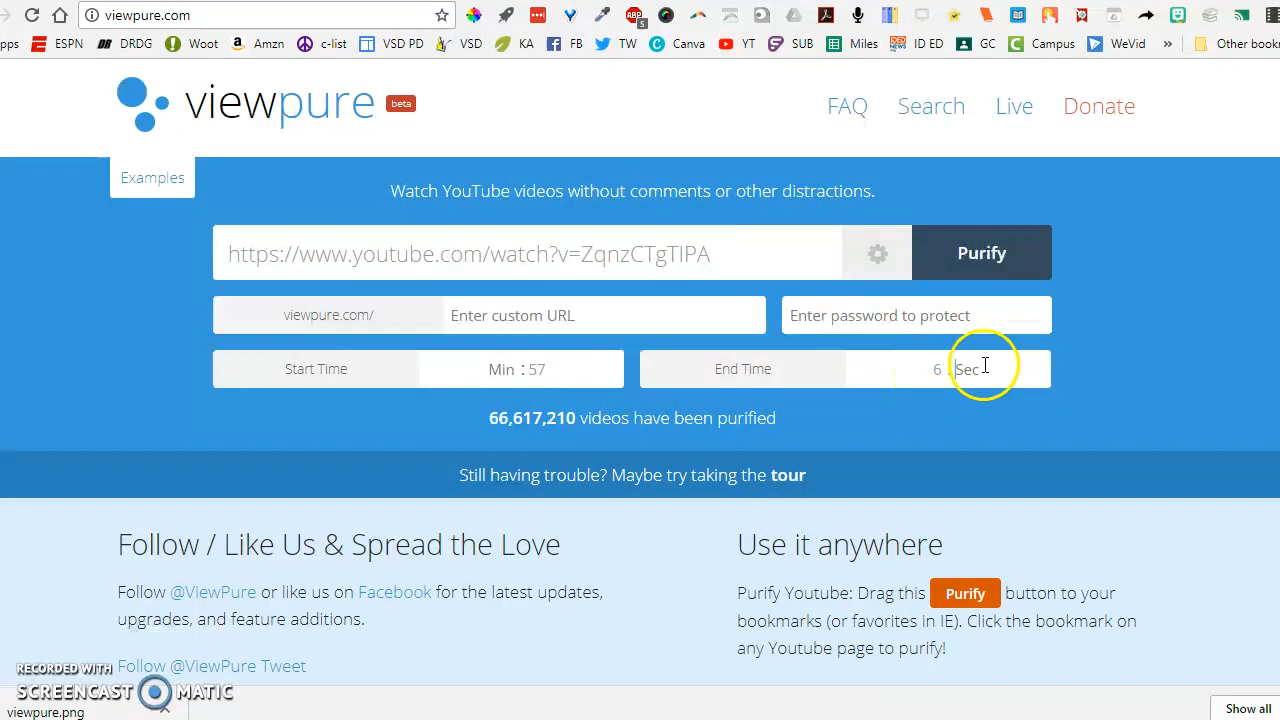 viewpure.com
ABP
5
pps ESPN DRDG Woot Amzn c-list VSD PD VSD KA FB TW Canva YT SUB Miles ID ED GC Campus WeVid » Other book
viewpure beta
FAQ Search Live Donate
Examples
Watch YouTube videos without comments or other distractions.
https://www.youtube.com/watch?v=ZqnzCTgTIPA
Purify
viewpure.com/ Enter custom URL Enter password to protect
Start Time Min : 57 End Time 6 : Sec
66,617,210 videos have been purified
Still having trouble? Maybe try taking the tour
Follow / Like Us & Spread the Love
Follow @ViewPure or like us on Facebook for the latest updates,
upgrades, and feature additions.
Follow @ViewPure Tweet
Use it anywhere
Purify Youtube: Drag this Purify button to your
bookmarks (or favorites in IE). Click the bookmark on
any Youtube page to purify!
RECORDED WITH
SCREENCAST MATIC
viewpure.png
Show all